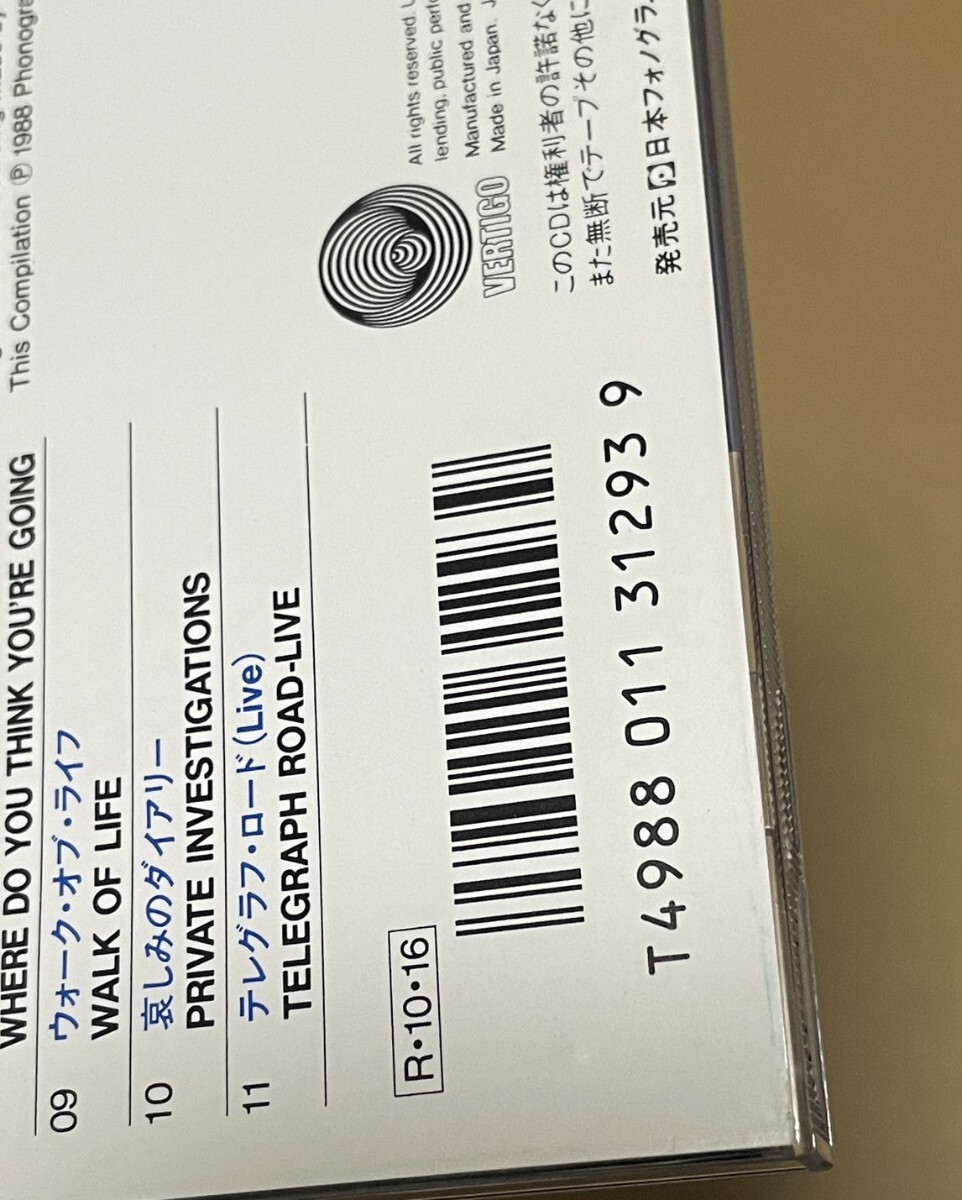 This Compilation Ⓟ 1988 Phonogra
WHERE DO YOU THINK YOU'RE GOING
09 ウォーク・オブ・ライフ
WALK OF LIFE
10 哀しみのダイアリー
PRIVATE INVESTIGATIONS
11 テレグラフ・ロード(Live)
TELEGRAPH ROAD-LIVE
R・10・16
T4988 011 31293 9
VERTIGO
All rights reserved.
lending, public perf
Manufactured and
Made in Japan.
このCDは権利者の許諾なく
また無断でテープその他に
発売元 日本フォノグラ